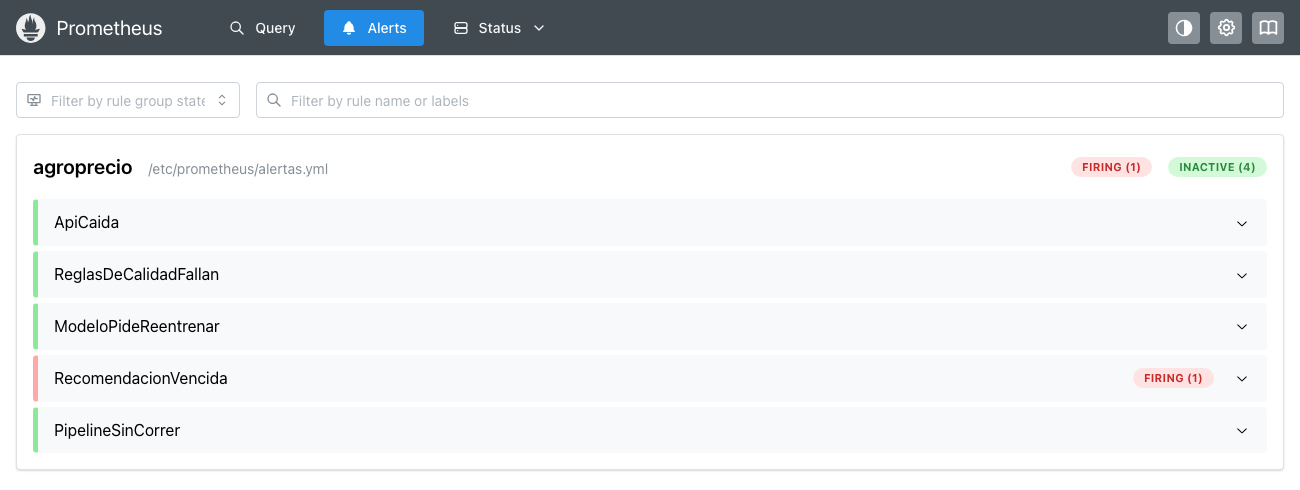 Prometheus Query Alerts Status
Filter by rule group state Filter by rule name or labels
agroprecio /etc/prometheus/alertas.yml FIRING (1) INACTIVE (4)
ApiCaida
ReglasDeCalidadFallan
ModeloPideReentrenar
RecomendacionVencida FIRING (1)
PipelineSinCorrer